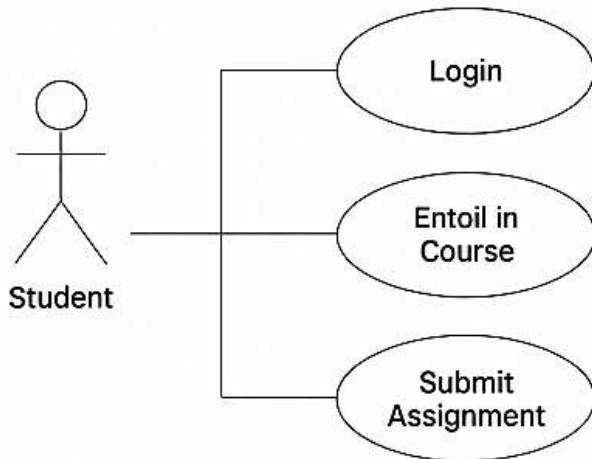 Login
Entoil in
Course
Student
Submit
Assignment